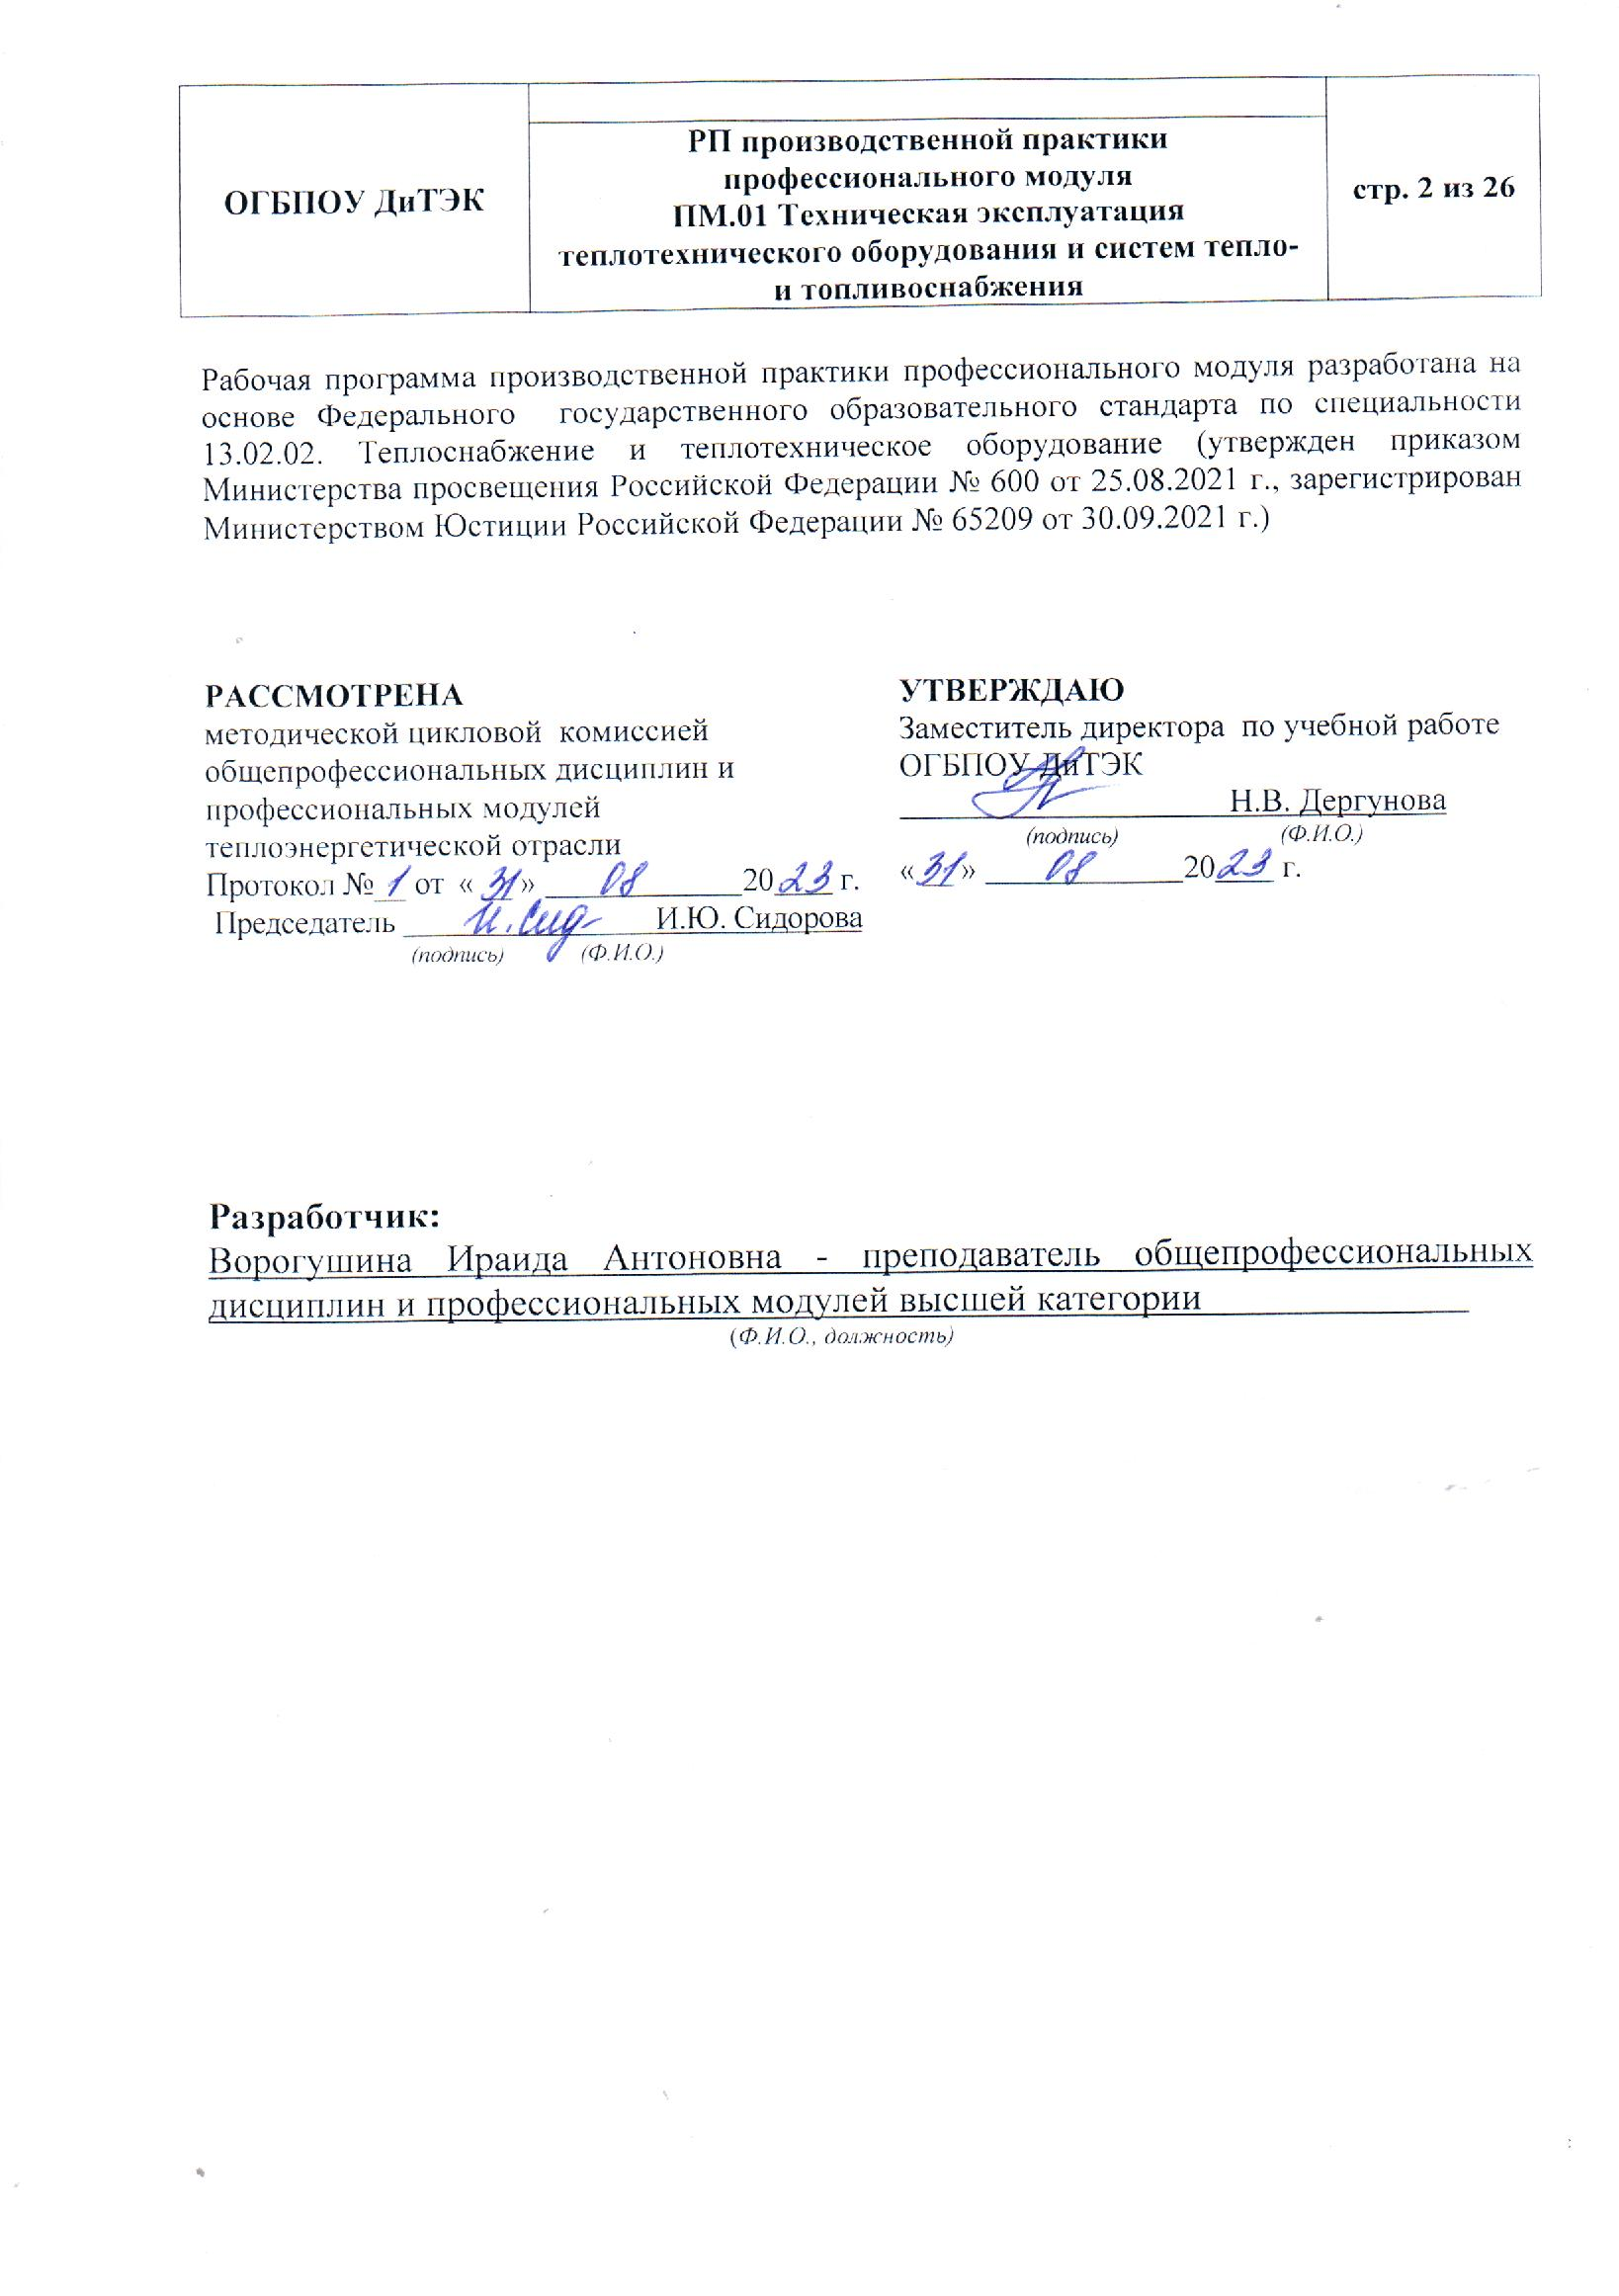 ОГБПОУ ДиТЭК
РП производственной практики
профессионального модуля
ПМ.01 Техническая эксплуатация
теплотехнического оборудования и систем тепло-
и топливоснабжения
стр. 2 из 26
Рабочая программа производственной практики профессионального модуля разработана на
основе Федерального государственного образовательного стандарта по специальности
13.02.02. Теплоснабжение и теплотехническое оборудование (утвержден приказом
Министерства просвещения Российской Федерации № 600 от 25.08.2021 г., зарегистрирован
Министерством Юстиции Российской Федерации № 65209 от 30.09.2021 г.)
РАССМОТРЕНА
методической цикловой комиссией
общепрофессиональных дисциплин и
профессиональных модулей
теплоэнергетической отрасли
Протокол № 1 от « 31 » 08 2023 г.
Председатель И.Сид И.Ю. Сидорова
(подпись) (Ф.И.О.)
УТВЕРЖДАЮ
Заместитель директора по учебной работе
ОГБПОУ ДиТЭК
Н.В. Дергунова
(подпись) (Ф.И.О.)
«31» 08 2023 г.
Разработчик:
Ворогушина Ираида Антоновна - преподаватель общепрофессиональных
дисциплин и профессиональных модулей высшей категории
(Ф.И.О., должность)